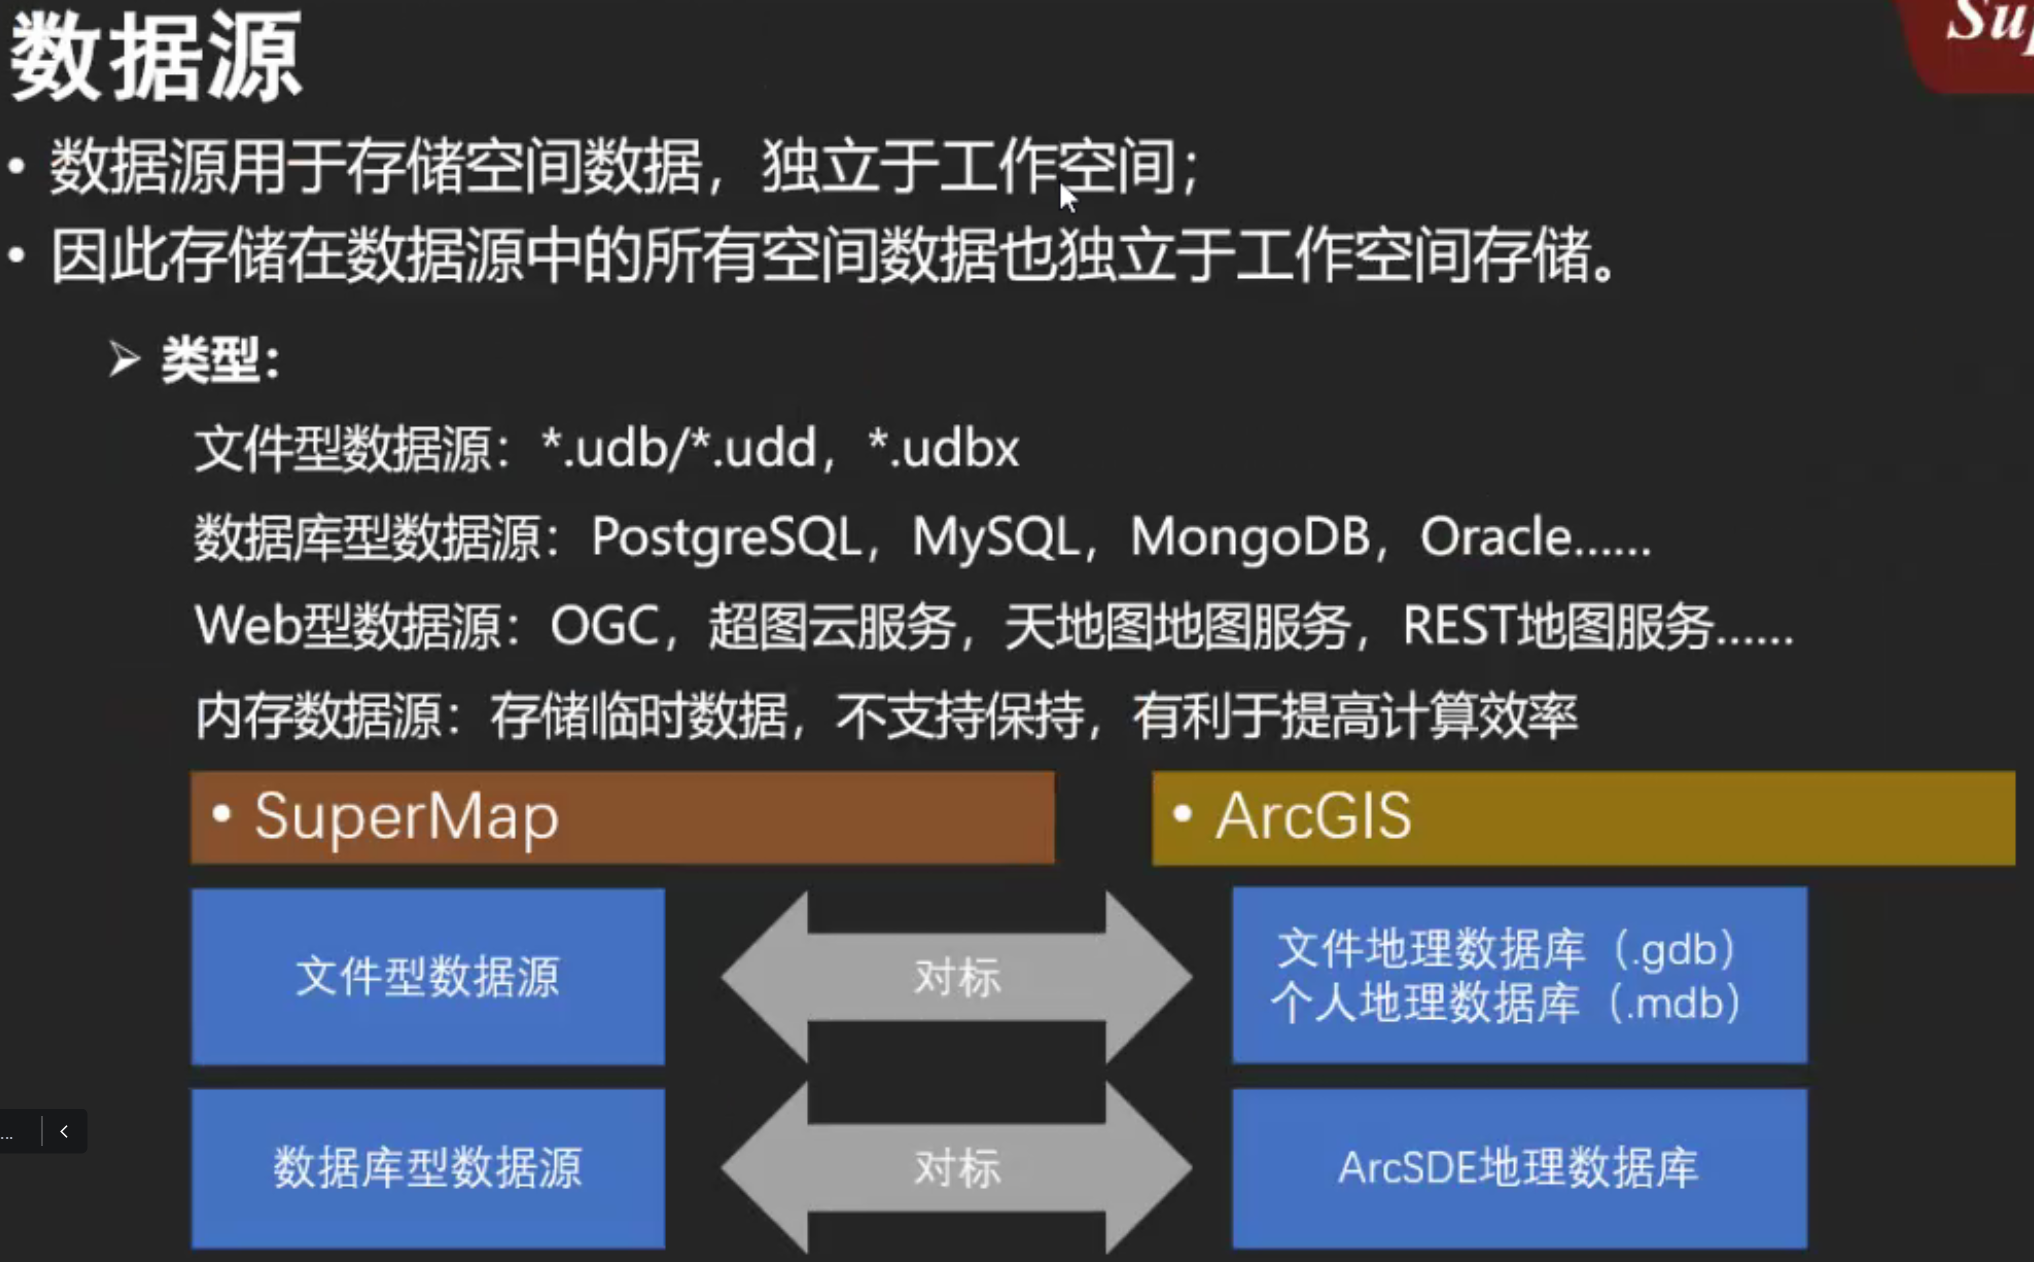 数据源
Su
• 数据源用于存储空间数据，独立于工作空间；
• 因此存储在数据源中的所有空间数据也独立于工作空间存储。
➢ 类型：
文件型数据源：*.udb/*.udd，*.udbx
数据库型数据源：PostgreSQL，MySQL，MongoDB，Oracle……
Web型数据源：OGC，超图云服务，天地图地图服务，REST地图服务……
内存数据源：存储临时数据，不支持保持，有利于提高计算效率
• SuperMap
• ArcGIS
文件型数据源
对标
文件地理数据库（.gdb）
个人地理数据库（.mdb）
数据库型数据源
对标
ArcSDE地理数据库